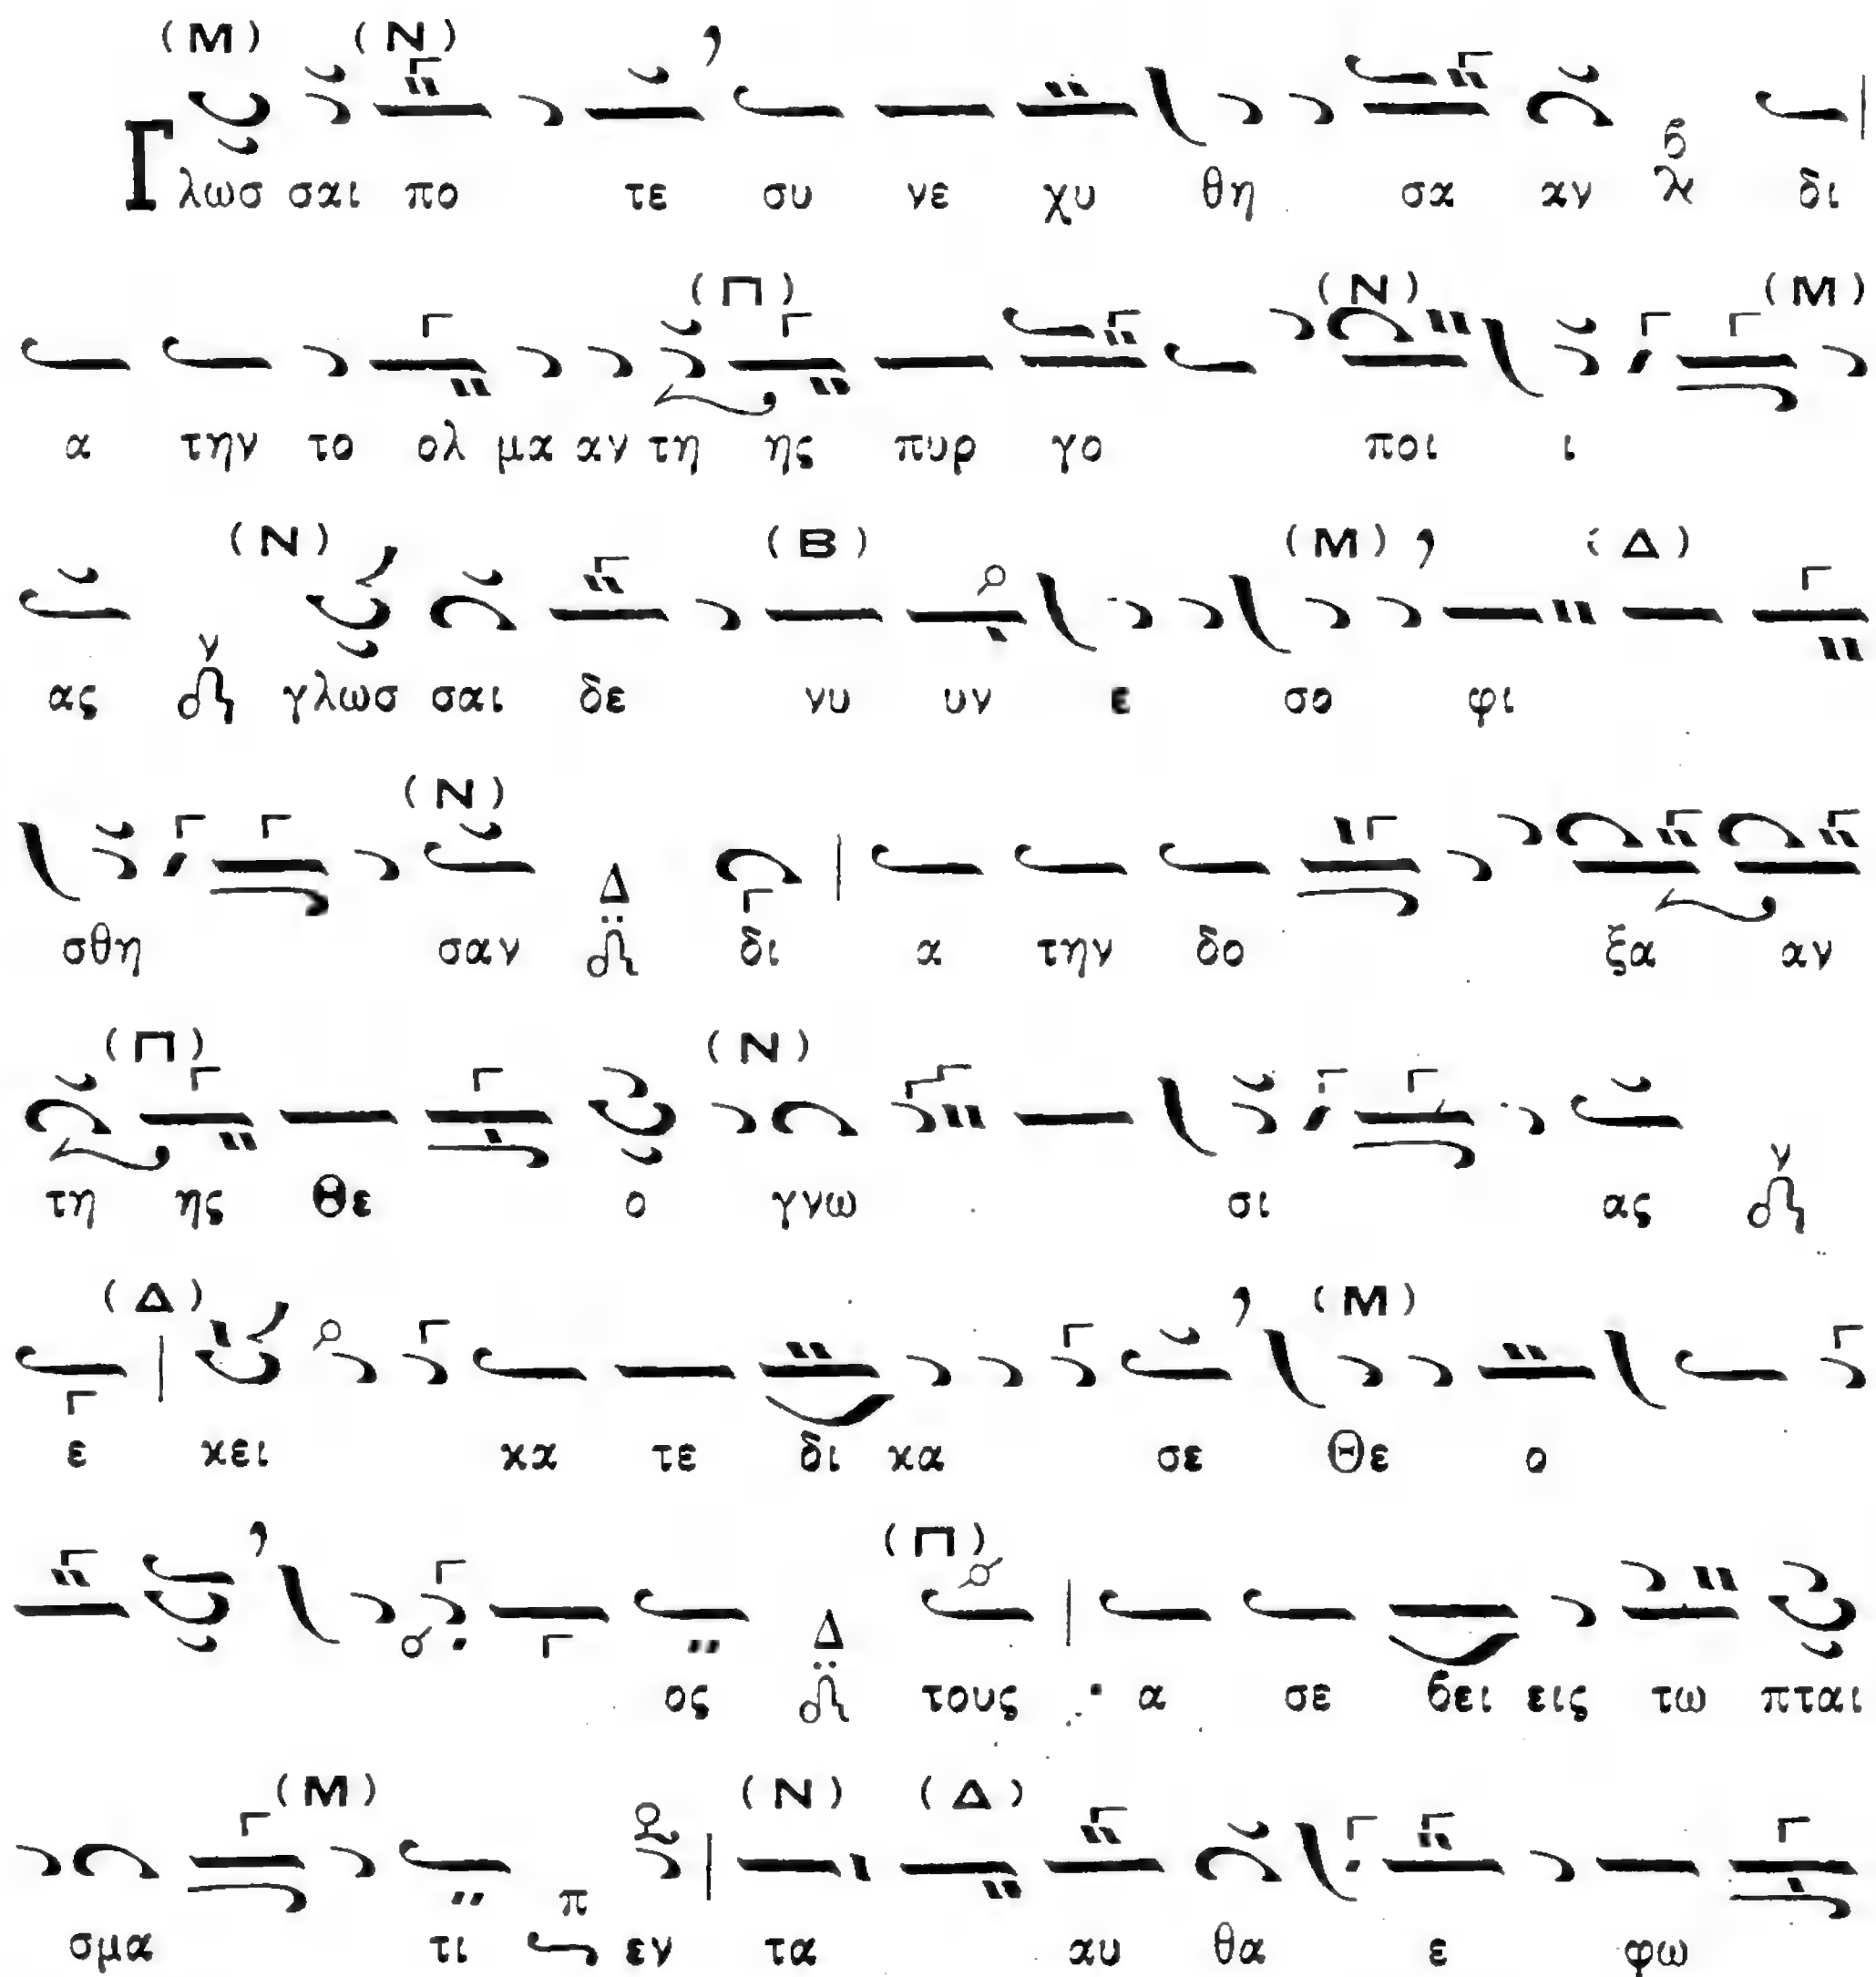 (Μ) (Ν)
Γλωσ σαι πο τε συ νε χυ θη σα αν δι
(Π) (Ν) (Μ)
α την το ολ μα αν τη ης πυρ γο ποι ι
(Ν) (Β) (Μ) (Δ)
ας γλωσ σαι δε νυ υν ε σο φι
(Ν)
σθη σαν Δ δι α την δο ξα αν
(Π) (Ν)
τη ης Θε ο γνω σι ας
(Δ) (Μ)
ε κει κα τε δι κα σε Θε ο
(Π)
ος Δ τους α σε βει εις τω πται
(Μ) (Ν) (Δ)
σμα τι π εν τα αυ θα ε φω